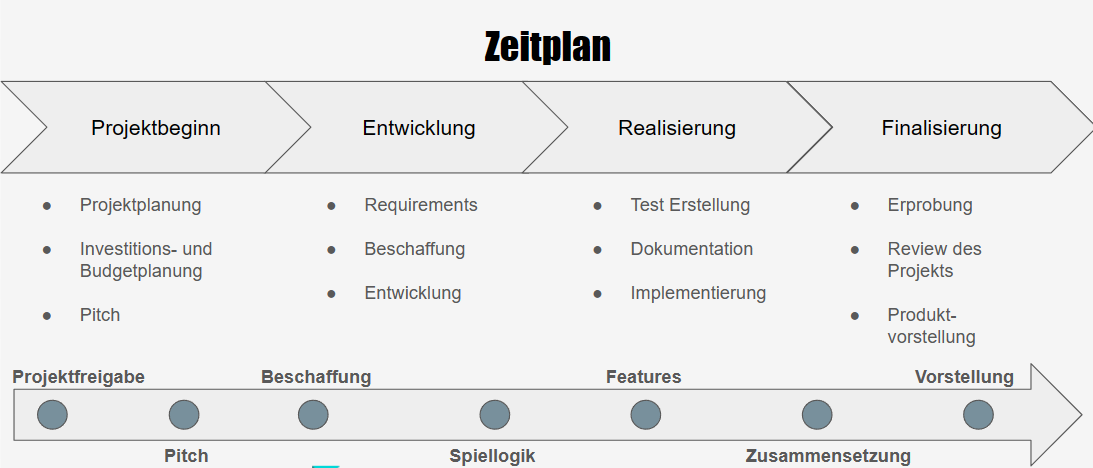 Zeitplan
Projektbeginn
Entwicklung
Realisierung
Finalisierung
● Projektplanung
● Investitions- und
Budgetplanung
● Pitch
● Requirements
● Beschaffung
● Entwicklung
● Test Erstellung
● Dokumentation
● Implementierung
● Erprobung
● Review des
Projekts
● Produkt-
vorstellung
Projektfreigabe
Pitch
Beschaffung
Spiellogik
Features
Zusammensetzung
Vorstellung